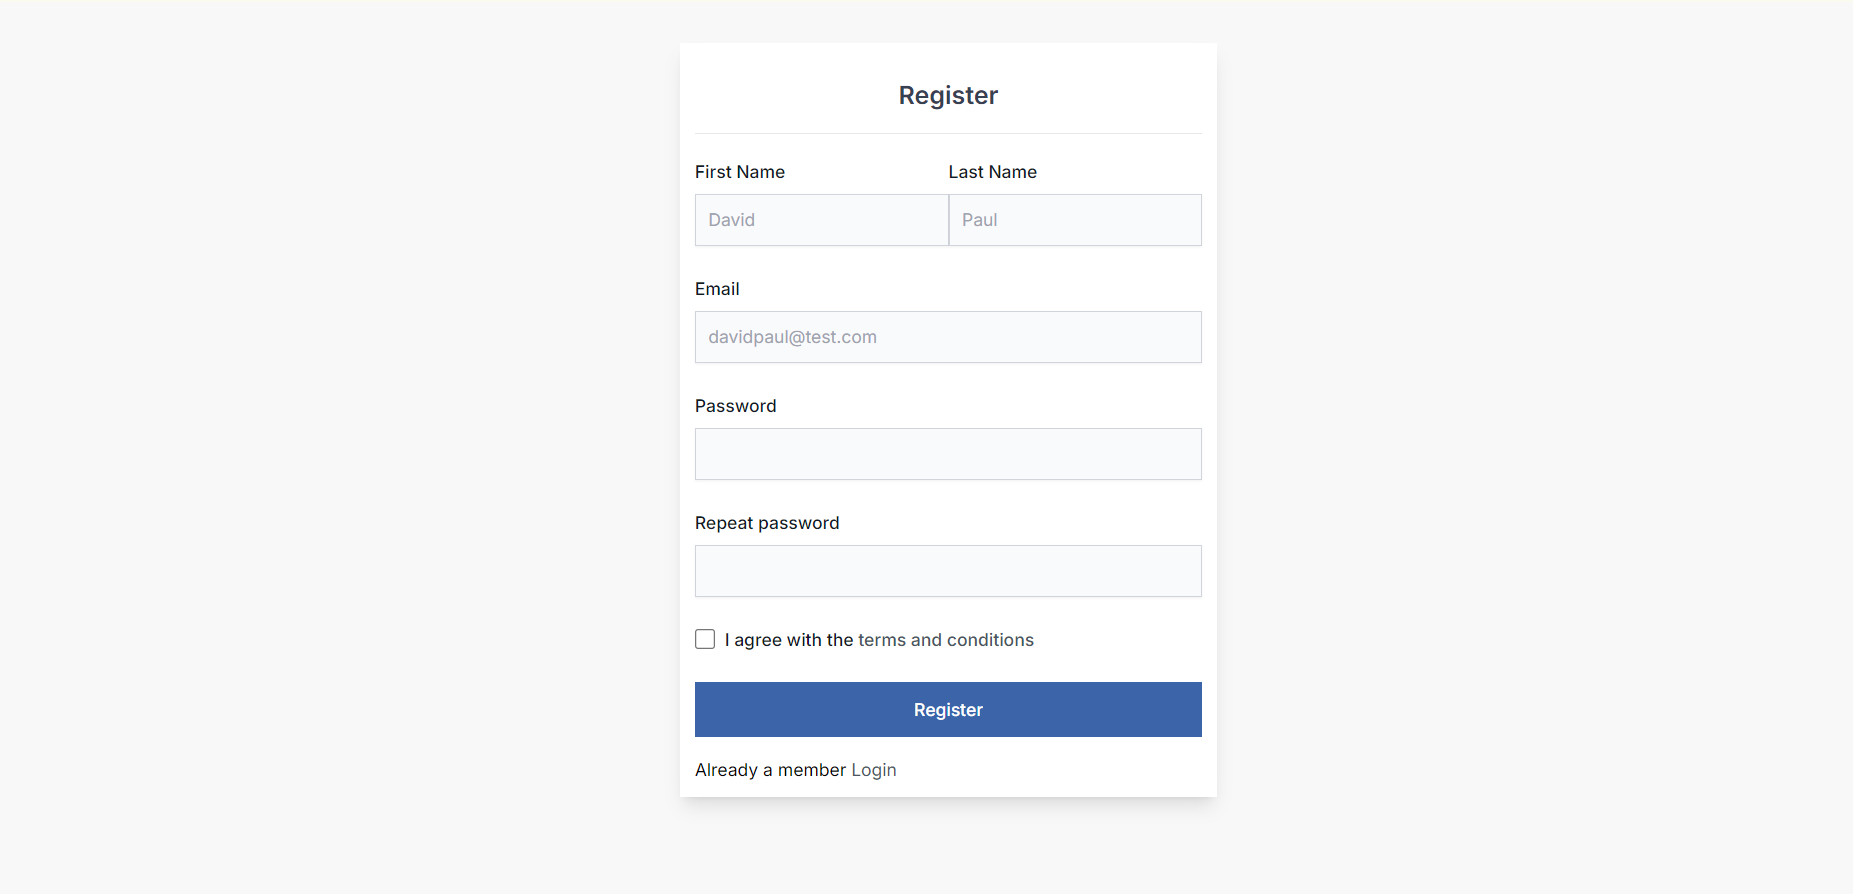 Register
First Name Last Name
David Paul
Email
davidpaul@test.com
Password
Repeat password
I agree with the terms and conditions
Register
Already a member Login